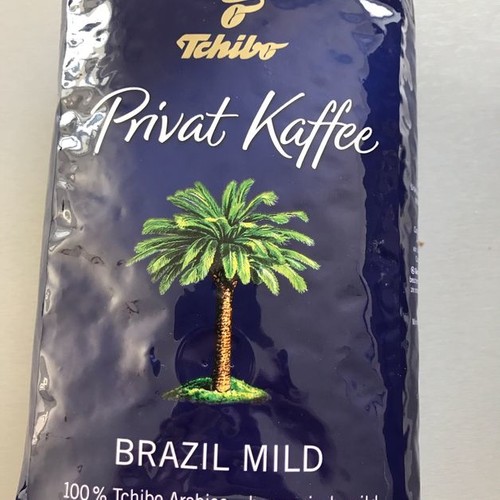 Tchibo
Privat Kaffee
BRAZIL MILD
100 % Tchibo Arabica